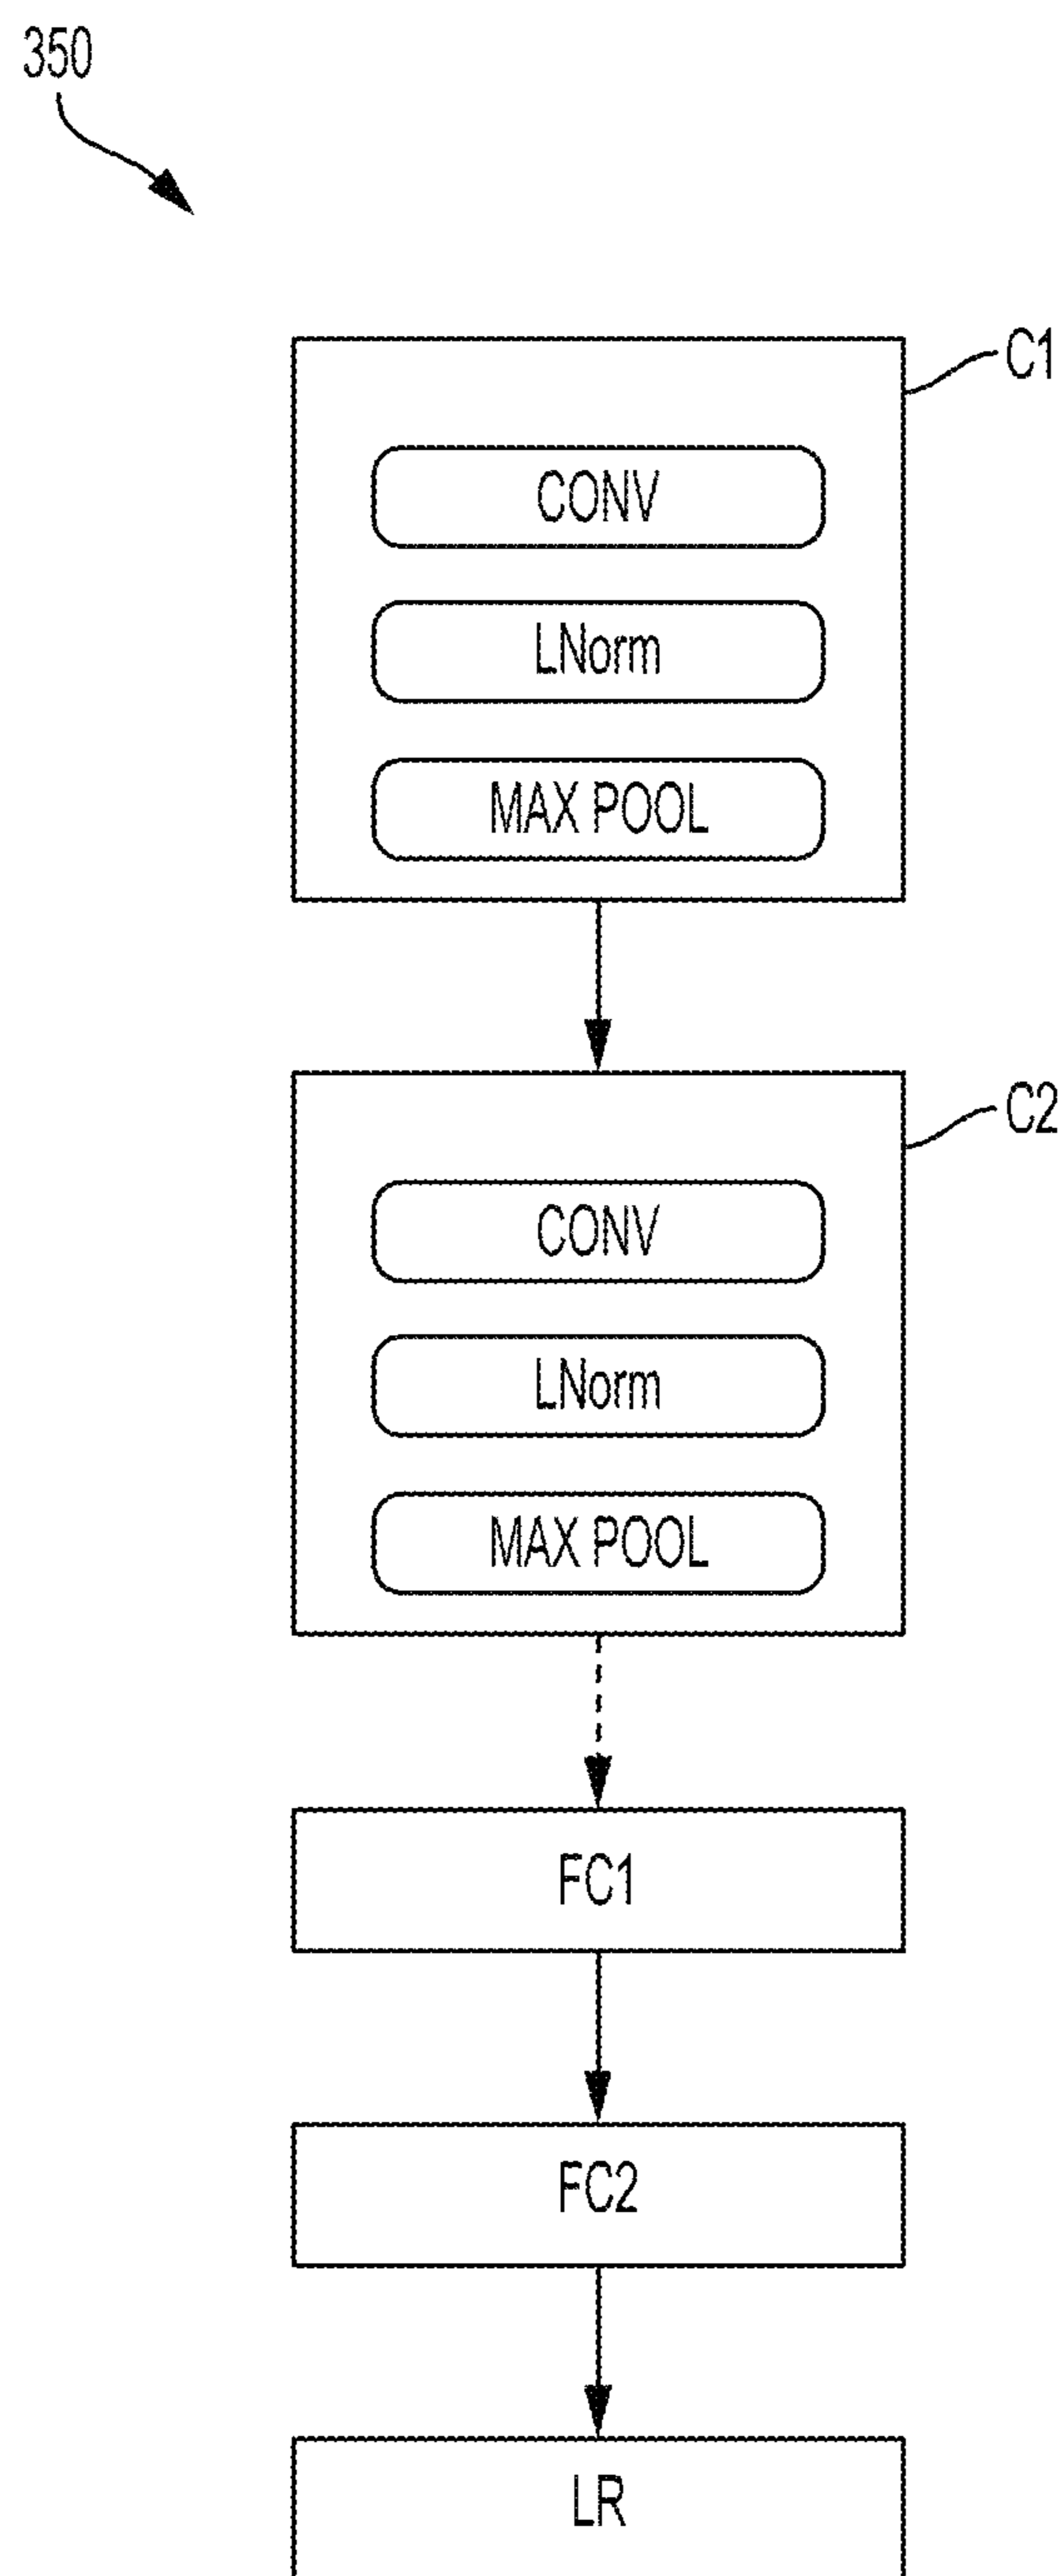 350
C1
CONV
LNorm
MAX POOL
C2
CONV
LNorm
MAX POOL
FC1
FC2
LR